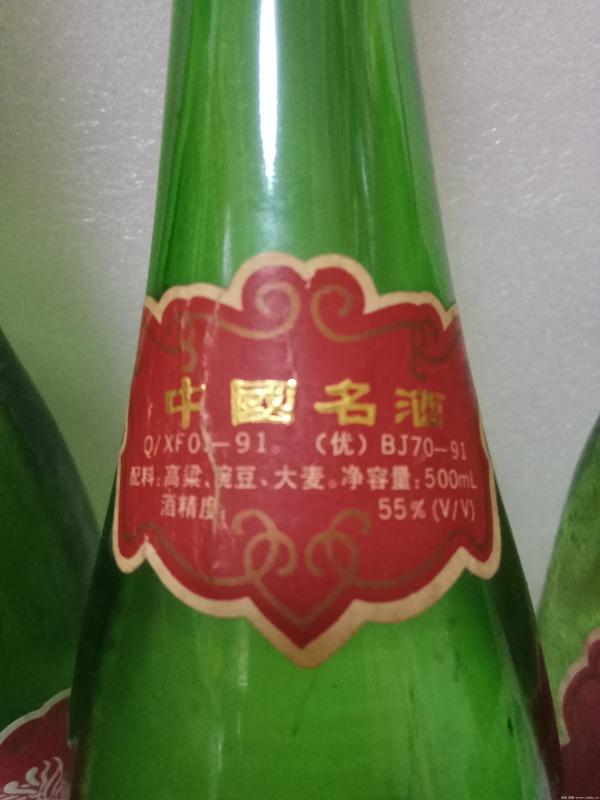 中國名酒
Q/XF01-91。（优）BJ70-91
配料：高粱、豌豆、大麦。净容量：500mL
酒精度： 55%(V/V)